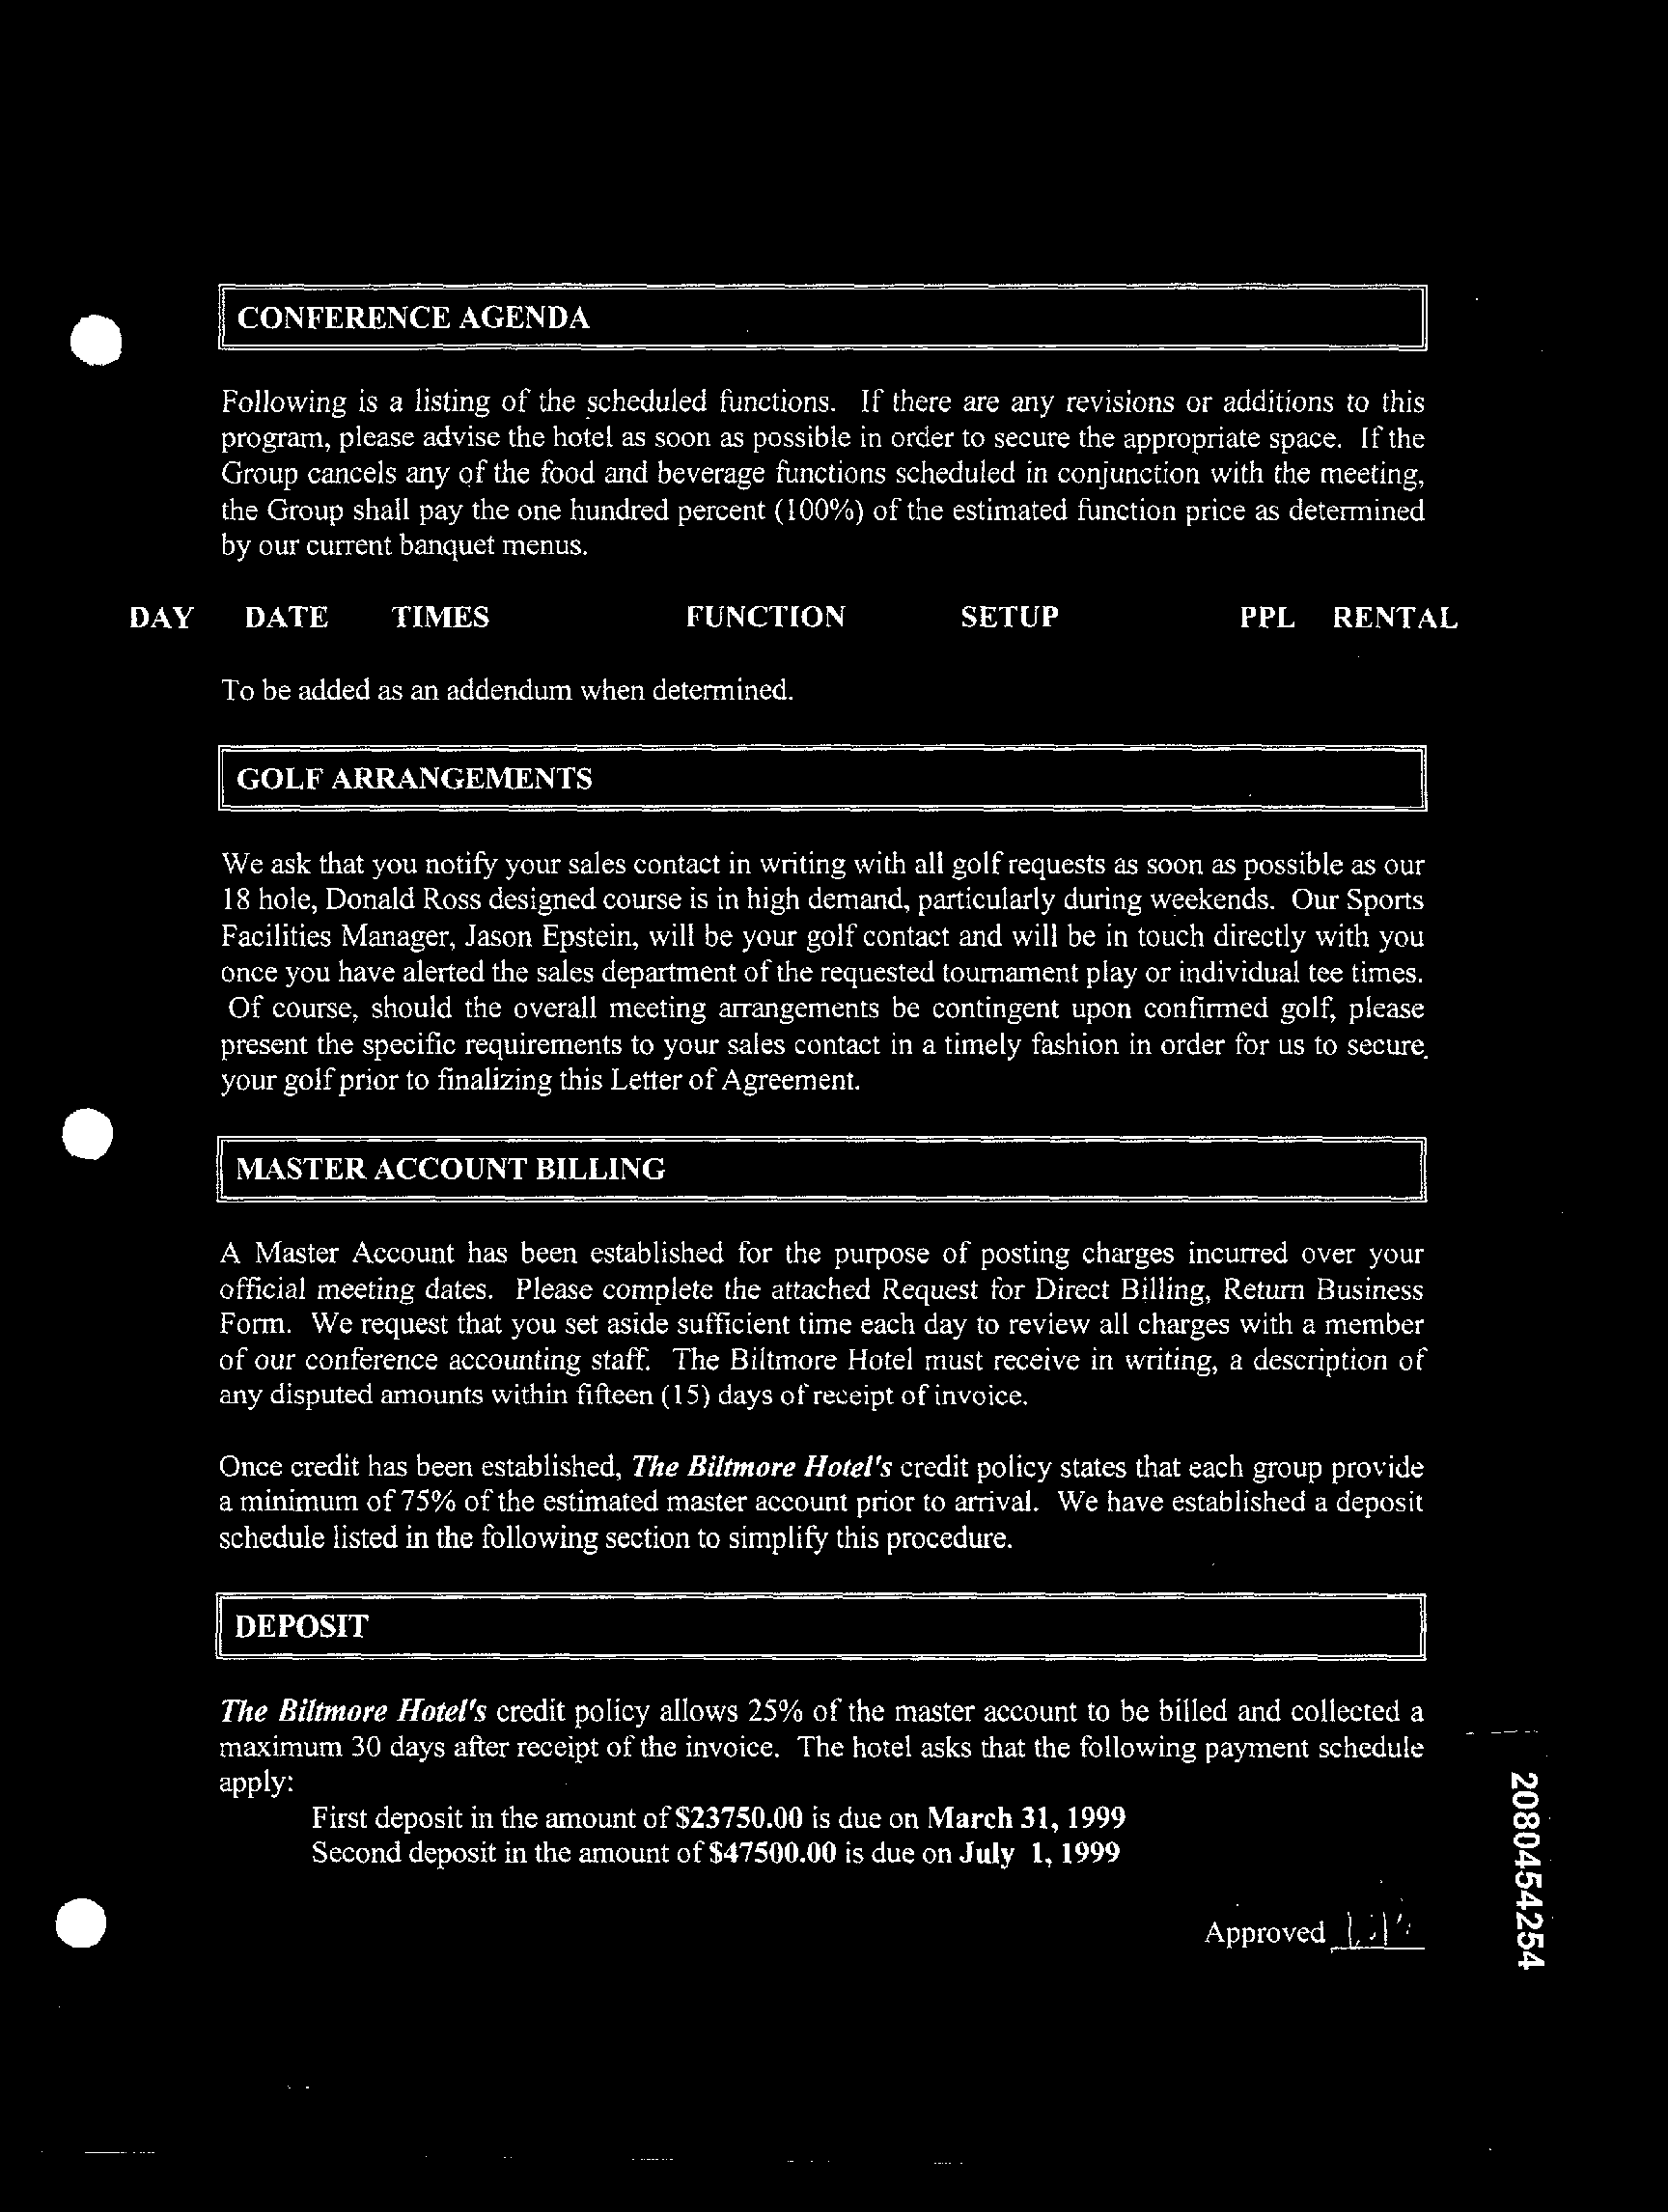 CONFERENCE AGENDA
Following is a listing of the scheduled functions. If there are any revisions or additions to this
program, please advise the hotel as soon as possible in order to secure the appropriate space. If the
Group cancels any of the food and beverage functions scheduled in conjunction with the meeting,
the Group shall pay the one hundred percent (100%) of the estimated function price as determined
by our current banquet menus.
DAY DATE TIMES FUNCTION SETUP PPL RENTAL
To be added as an addendum when determined.
GOLF ARRANGEMENTS
We ask that you notify your sales contact in writing with all golf requests as soon as possible as our
18 hole, Donald Ross designed course is in high demand, particularly during weekends. Our Sports
Facilities Manager, Jason Epstein, will be your golf contact and will be in touch directly with you
once you have alerted the sales department of the requested tournament play or individual tee times.
Of course, should the overall meeting arrangements be contingent upon confirmed golf, please
present the specific requirements to your sales contact in a timely fashion in order for us to secure
your golf prior to finalizing this Letter of Agreement.
MASTER ACCOUNT BILLING
A Master Account has been established for the purpose of posting charges incurred over your
official meeting dates. Please complete the attached Request for Direct Billing, Return Business
Form. We request that you set aside sufficient time each day to review all charges with a member
of our conference accounting staff. The Biltmore Hotel must receive in writing, a description of
any disputed amounts within fifteen (15) days of receipt of invoice.
Once credit has been established, The Biltmore Hotel's credit policy states that each group provide
a minimum of 75% of the estimated master account prior to arrival. We have established a deposit
schedule listed in the following section to simplify this procedure.
DEPOSIT
The Biltmore Hotel's credit policy allows 25% of the master account to be billed and collected a
maximum 30 days after receipt of the invoice. The hotel asks that the following payment schedule
apply:
First deposit in the amount of $23750.00 is due on March 31, 1999
Second deposit in the amount of $47500.00 is due on July 1, 1999
Approved
2080454254